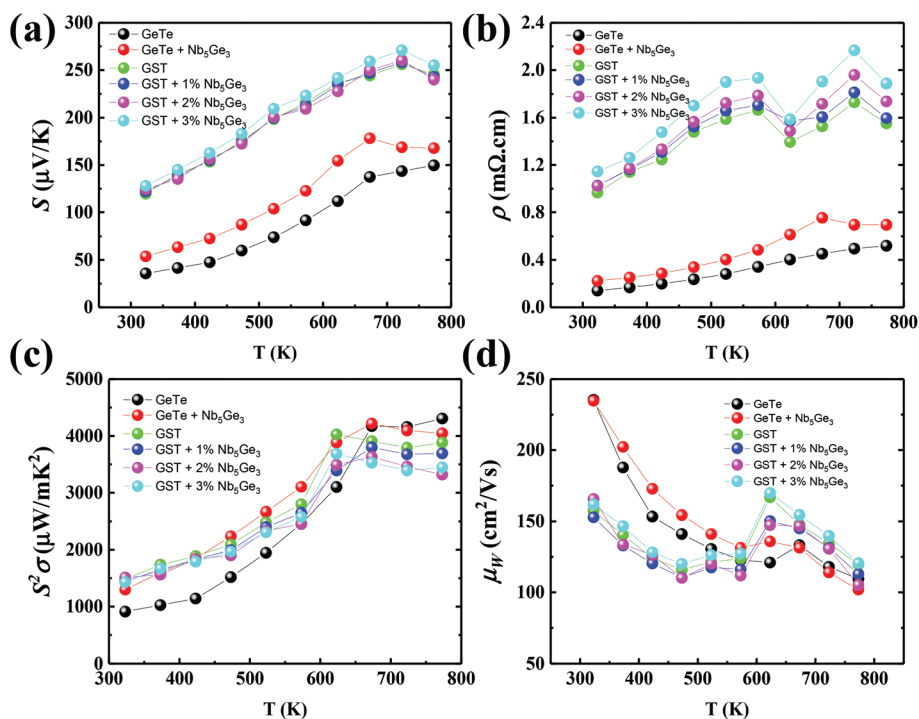 (a)
300
250
200
150
100
50
0
S (μV/K)
GeTe
GeTe + Nb₅Ge₃
GST
GST + 1% Nb₅Ge₃
GST + 2% Nb₅Ge₃
GST + 3% Nb₅Ge₃
300 400 500 600 700 800
T (K)
(b)
2.4
2.0
1.6
1.2
0.8
0.4
0.0
ρ (mΩ.cm)
GeTe
GeTe + Nb₅Ge₃
GST
GST + 1% Nb₅Ge₃
GST + 2% Nb₅Ge₃
GST + 3% Nb₅Ge₃
300 400 500 600 700 800
T (K)
(c)
5000
4000
3000
2000
1000
0
S²σ (μW/mK²)
GeTe
GeTe + Nb₅Ge₃
GST
GST + 1% Nb₅Ge₃
GST + 2% Nb₅Ge₃
GST + 3% Nb₅Ge₃
300 400 500 600 700 800
T (K)
(d)
250
200
150
100
50
μ_W (cm²/Vs)
GeTe
GeTe + Nb₅Ge₃
GST
GST + 1% Nb₅Ge₃
GST + 2% Nb₅Ge₃
GST + 3% Nb₅Ge₃
300 400 500 600 700 800
T (K)